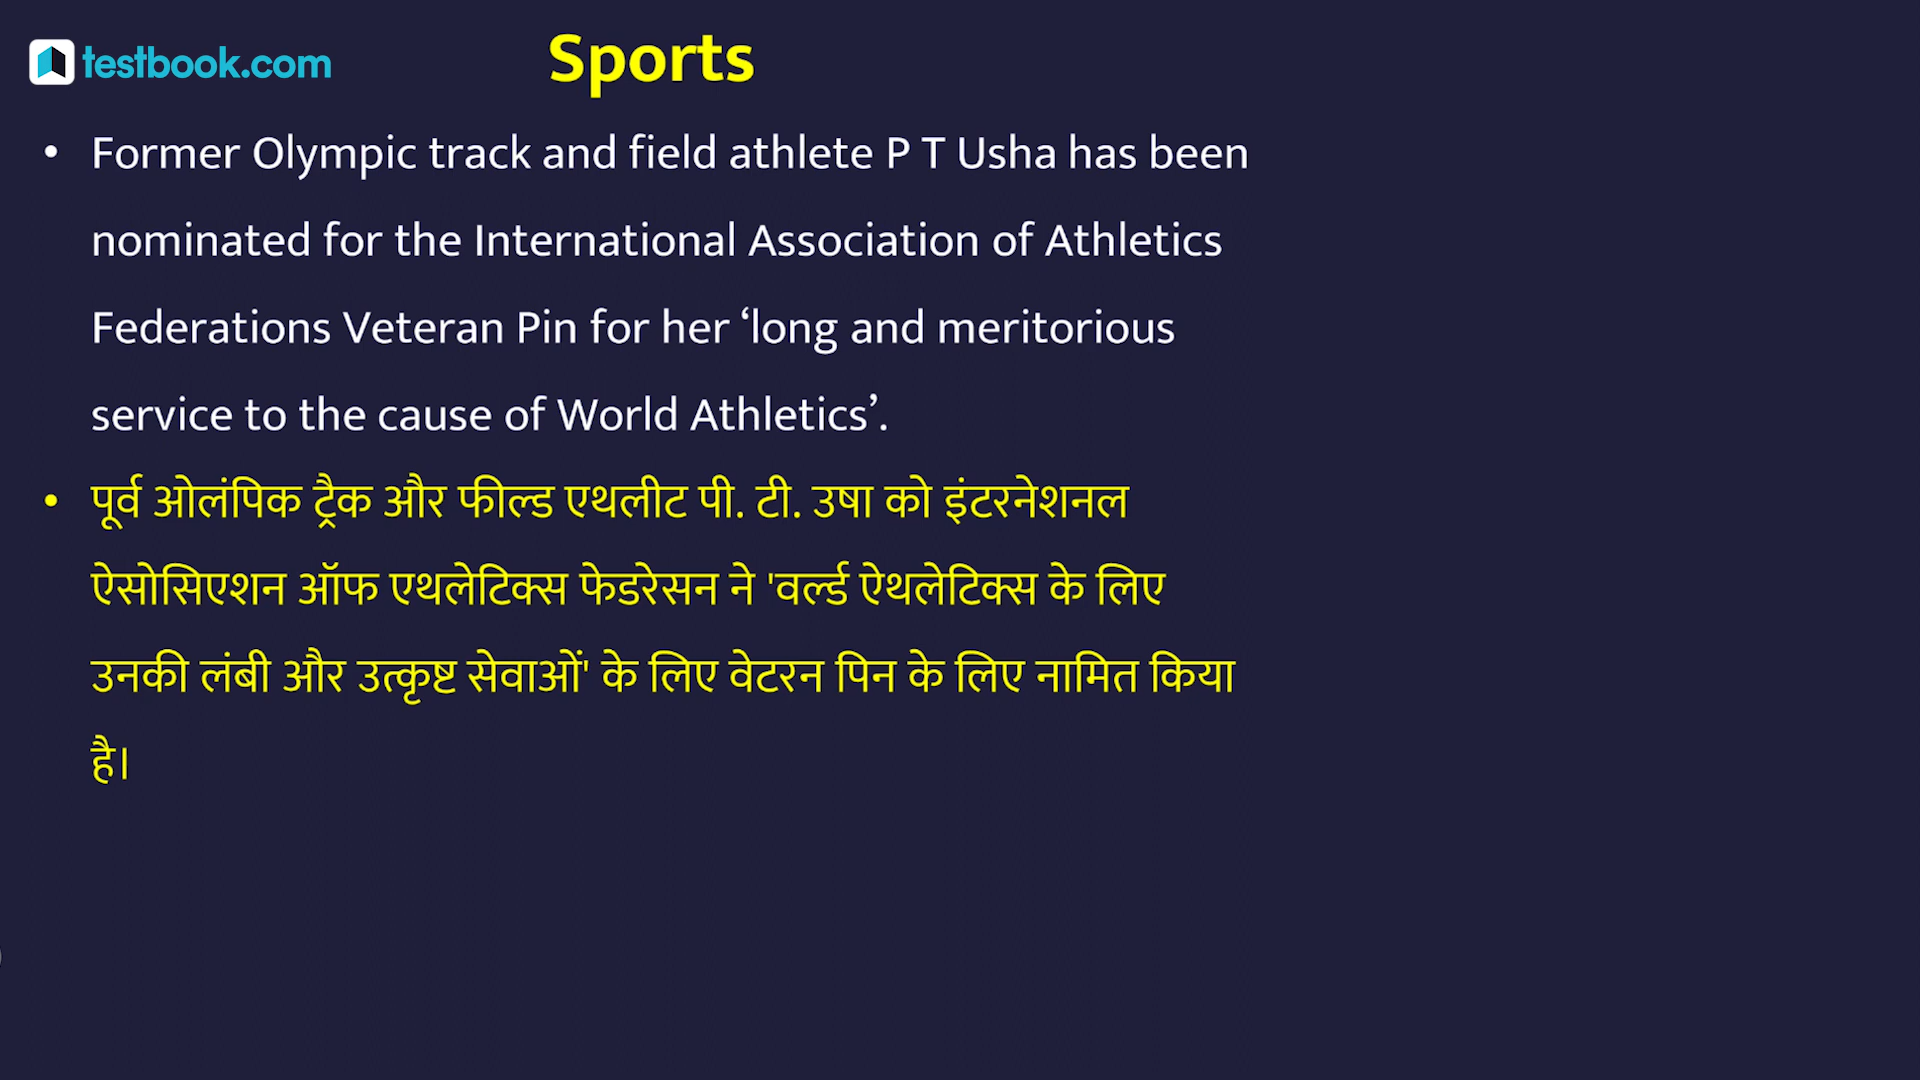 testbook.com
Sports
• Former Olympic track and field athlete P T Usha has been
nominated for the International Association of Athletics
Federations Veteran Pin for her ‘long and meritorious
service to the cause of World Athletics’.
• पूर्व ओलंपिक ट्रैक और फील्ड एथलीट पी. टी. उषा को इंटरनेशनल
ऐसोसिएशन ऑफ एथलेटिक्स फेडरेसन ने 'वर्ल्ड ऐथलेटिक्स के लिए
उनकी लंबी और उत्कृष्ट सेवाओं' के लिए वेटरन पिन के लिए नामित किया
है।